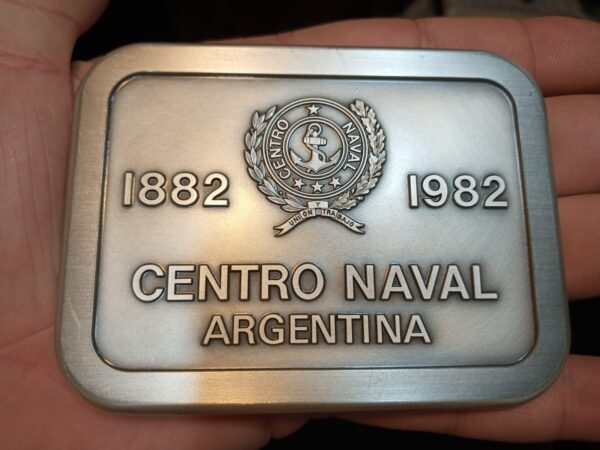 CENTRO NAVAL
UNION Y TRABAJO
1882 1982
CENTRO NAVAL
ARGENTINA